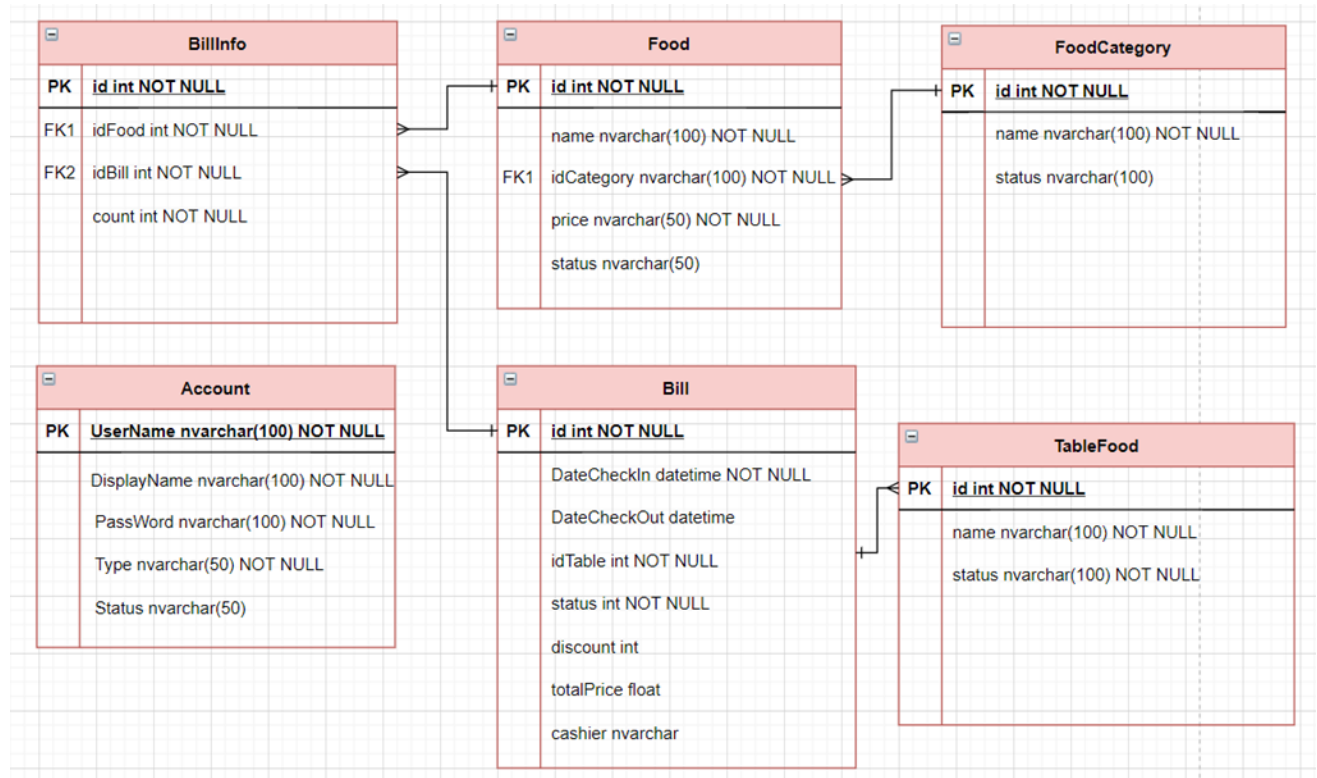 BillInfo
PK id int NOT NULL
FK1 idFood int NOT NULL
FK2 idBill int NOT NULL
count int NOT NULL
Food
PK id int NOT NULL
name nvarchar(100) NOT NULL
FK1 idCategory nvarchar(100) NOT NULL
price nvarchar(50) NOT NULL
status nvarchar(50)
FoodCategory
PK id int NOT NULL
name nvarchar(100) NOT NULL
status nvarchar(100)
Account
PK UserName nvarchar(100) NOT NULL
DisplayName nvarchar(100) NOT NULL
PassWord nvarchar(100) NOT NULL
Type nvarchar(50) NOT NULL
Status nvarchar(50)
Bill
PK id int NOT NULL
DateCheckIn datetime NOT NULL
DateCheckOut datetime
idTable int NOT NULL
status int NOT NULL
discount int
totalPrice float
cashier nvarchar
TableFood
PK id int NOT NULL
name nvarchar(100) NOT NULL
status nvarchar(100) NOT NULL